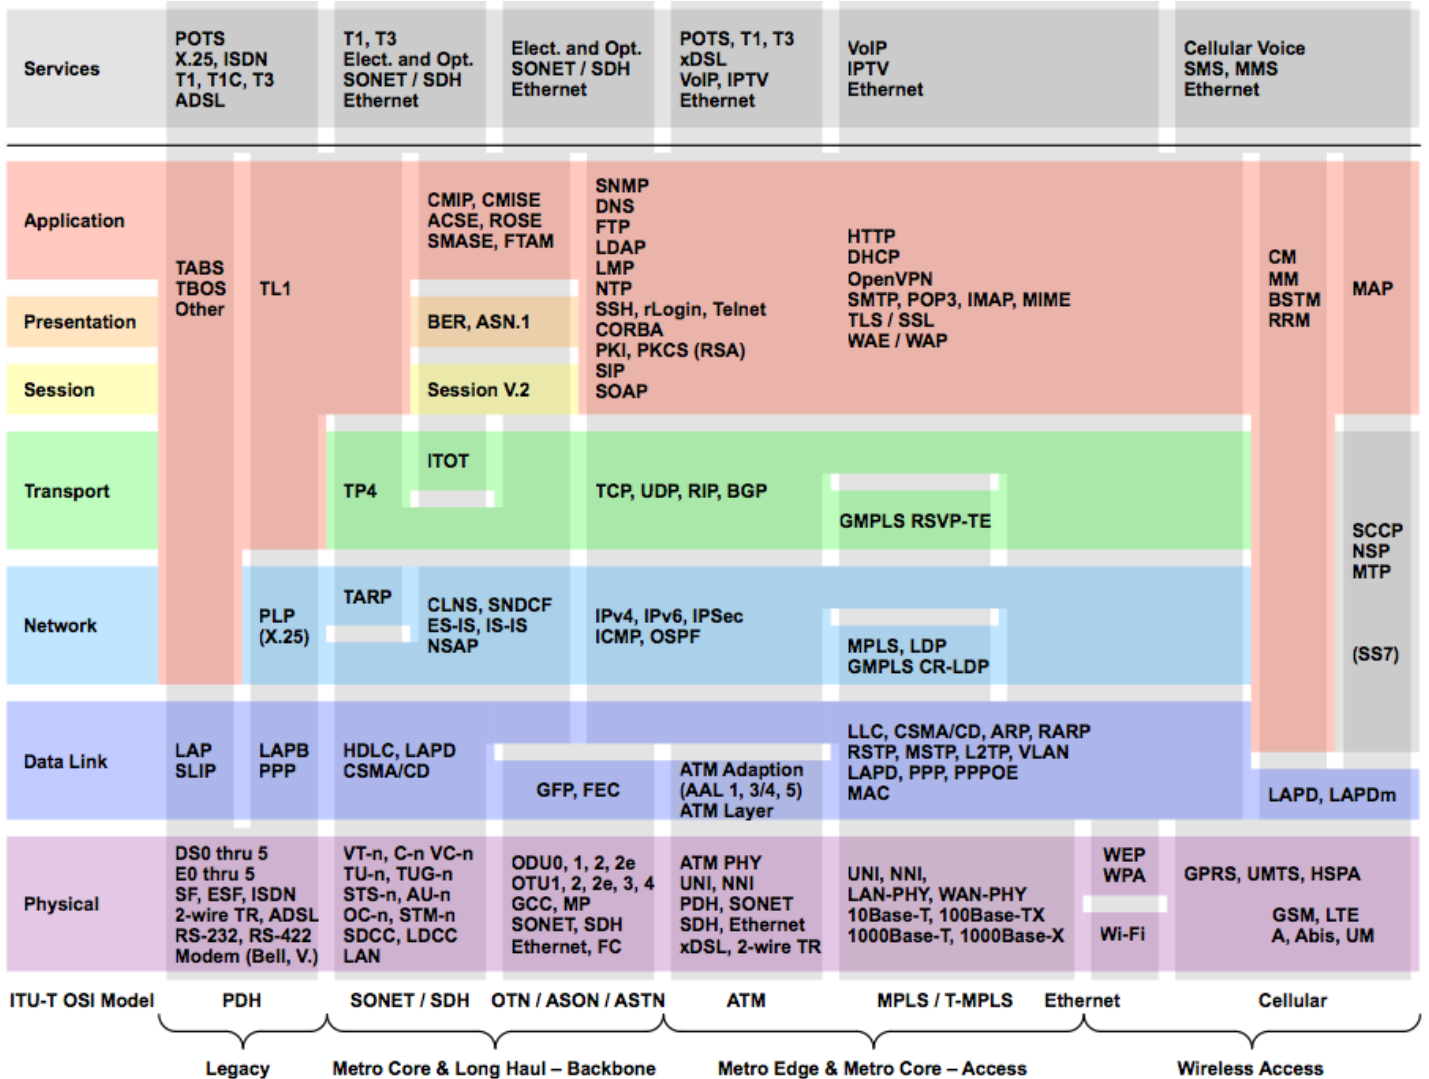 Services
POTS
X.25, ISDN
T1, T1C, T3
ADSL
T1, T3
Elect. and Opt.
SONET / SDH
Ethernet
Elect. and Opt.
SONET / SDH
Ethernet
POTS, T1, T3
xDSL
VoIP, IPTV
Ethernet
VoIP
IPTV
Ethernet
Cellular Voice
SMS, MMS
Ethernet
Application
Presentation
Session
TABS
TBOS
Other
TL1
CMIP, CMISE
ACSE, ROSE
SMASE, FTAM
BER, ASN.1
Session V.2
SNMP
DNS
FTP
LDAP
LMP
NTP
SSH, rLogin, Telnet
CORBA
PKI, PKCS (RSA)
SIP
SOAP
HTTP
DHCP
OpenVPN
SMTP, POP3, IMAP, MIME
TLS / SSL
WAE / WAP
CM
MM
BSTM
RRM
MAP
Transport
TP4
ITOT
TCP, UDP, RIP, BGP
GMPLS RSVP-TE
SCCP
NSP
MTP
(SS7)
Network
PLP
(X.25)
TARP
CLNS, SNDCF
ES-IS, IS-IS
NSAP
IPv4, IPv6, IPSec
ICMP, OSPF
MPLS, LDP
GMPLS CR-LDP
Data Link
LAP
SLIP
LAPB
PPP
HDLC, LAPD
CSMA/CD
GFP, FEC
ATM Adaption
(AAL 1, 3/4, 5)
ATM Layer
LLC, CSMA/CD, ARP, RARP
RSTP, MSTP, L2TP, VLAN
LAPD, PPP, PPPOE
MAC
LAPD, LAPDm
Physical
DS0 thru 5
E0 thru 5
SF, ESF, ISDN
2-wire TR, ADSL
RS-232, RS-422
Modem (Bell, V.)
VT-n, C-n VC-n
TU-n, TUG-n
STS-n, AU-n
OC-n, STM-n
SDCC, LDCC
LAN
ODU0, 1, 2, 2e
OTU1, 2, 2e, 3, 4
GCC, MP
SONET, SDH
Ethernet, FC
ATM PHY
UNI, NNI
PDH, SONET
SDH, Ethernet
xDSL, 2-wire TR
UNI, NNI,
LAN-PHY, WAN-PHY
10Base-T, 100Base-TX
1000Base-T, 1000Base-X
WEP
WPA
Wi-Fi
GPRS, UMTS, HSPA
GSM, LTE
A, Abis, UM
ITU-T OSI Model
PDH
SONET / SDH
OTN / ASON / ASTN
ATM
MPLS / T-MPLS
Ethernet
Cellular
Legacy
Metro Core & Long Haul – Backbone
Metro Edge & Metro Core – Access
Wireless Access